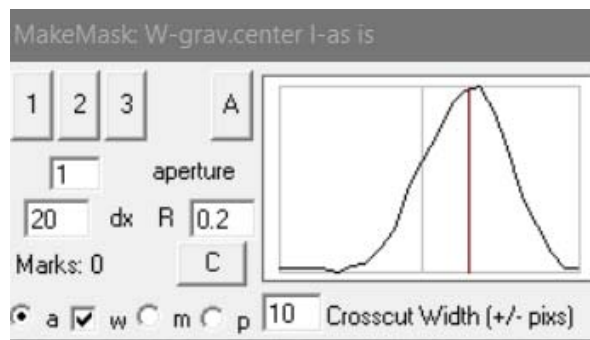 MakeMask: W-grav.center I-as is
1 2 3 A
1 aperture
20 dx R 0.2
Marks: 0 C
a w m p 10 Crosscut Width (+/- pixs)